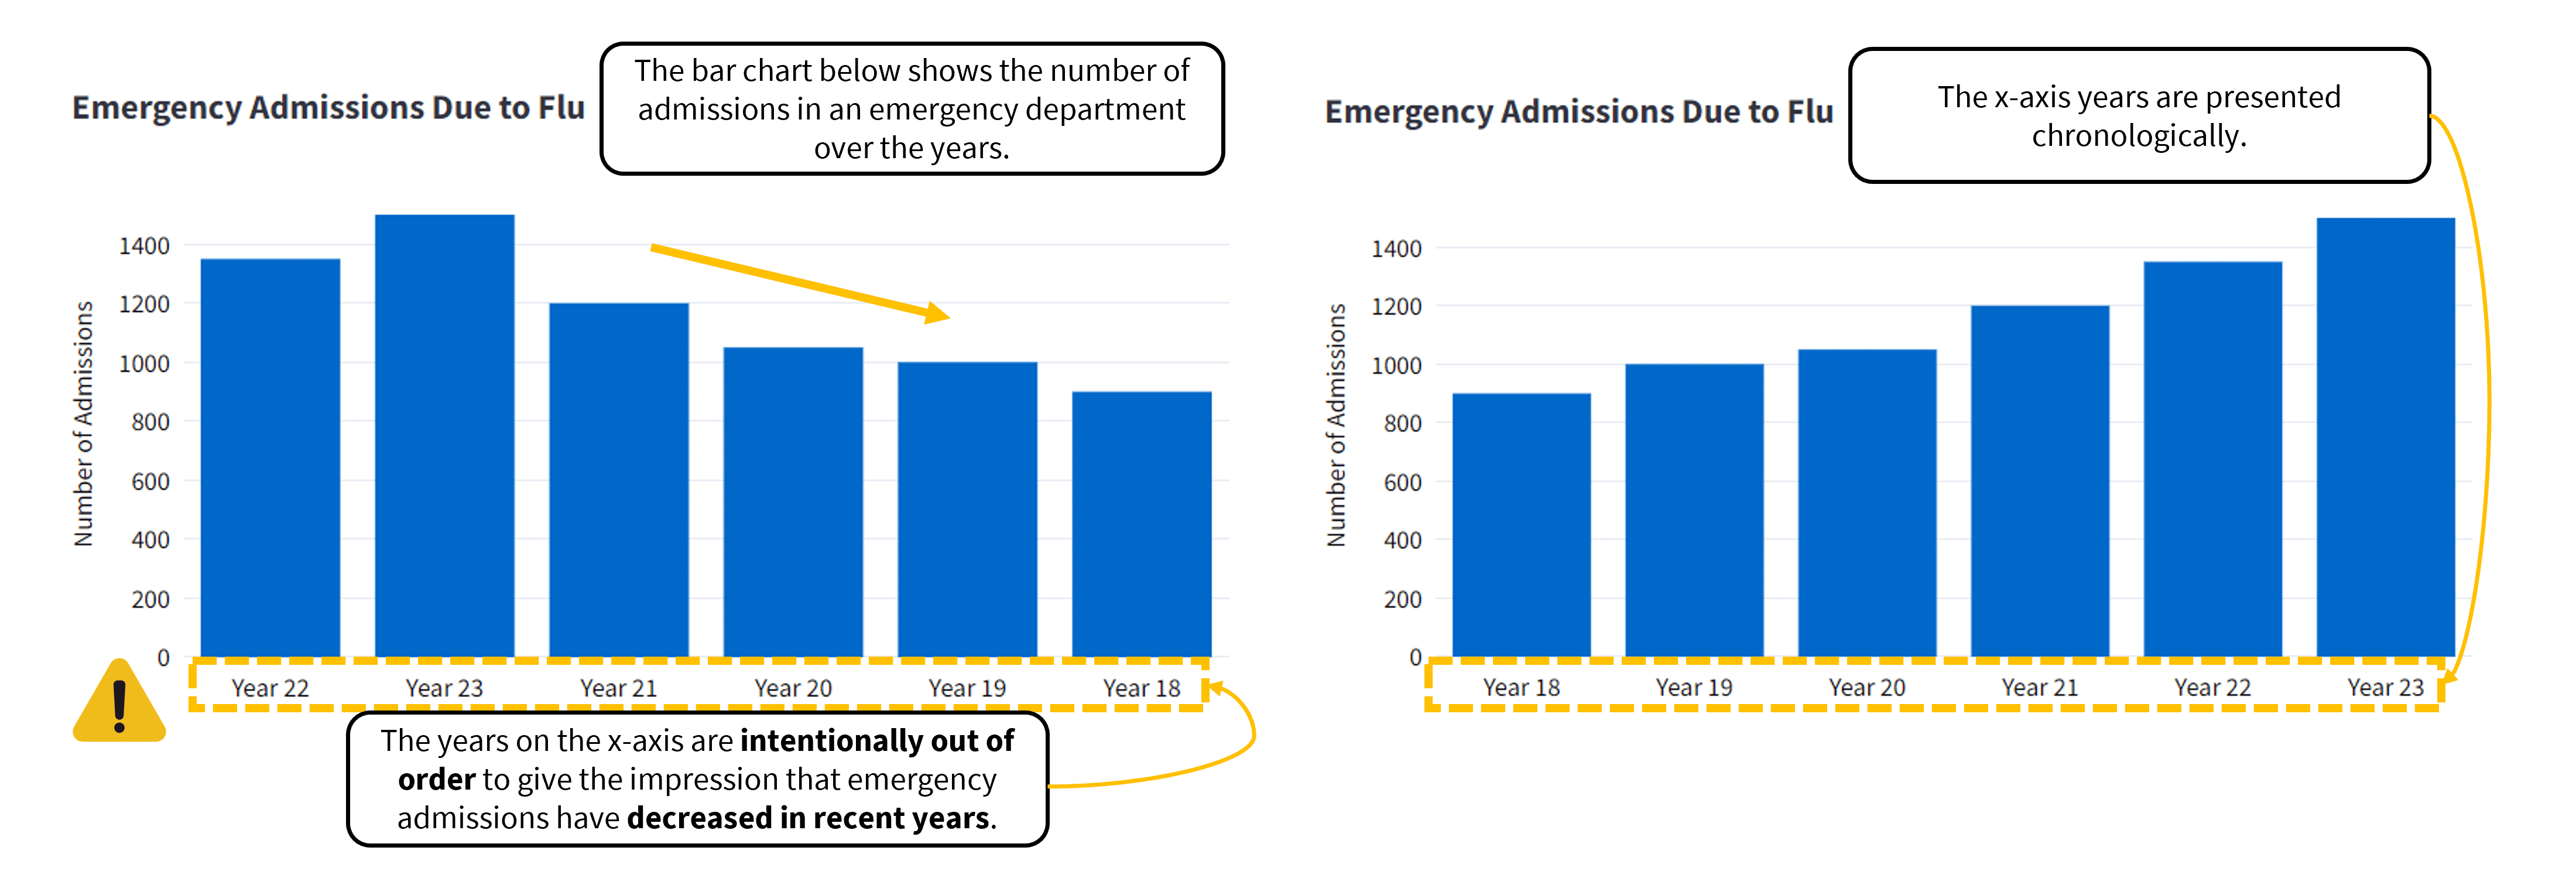 Emergency Admissions Due to Flu
The bar chart below shows the number of
admissions in an emergency department
over the years.
Number of Admissions
1400
1200
1000
800
600
400
200
0
Year 22
Year 23
Year 21
Year 20
Year 19
Year 18
The years on the x-axis are intentionally out of
order to give the impression that emergency
admissions have decreased in recent years.
Emergency Admissions Due to Flu
The x-axis years are presented
chronologically.
Number of Admissions
1400
1200
1000
800
600
400
200
0
Year 18
Year 19
Year 20
Year 21
Year 22
Year 23